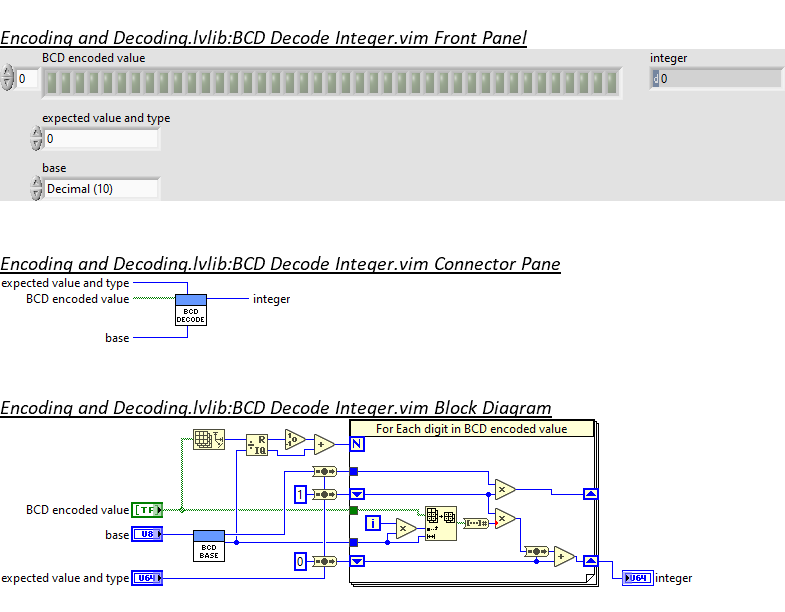 Encoding and Decoding.lvlib:BCD Decode Integer.vim Front Panel
BCD encoded value
integer
0
d 0
expected value and type
0
base
Decimal (10)
Encoding and Decoding.lvlib:BCD Decode Integer.vim Connector Pane
expected value and type
BCD encoded value
integer
BCD
DECODE
base
Encoding and Decoding.lvlib:BCD Decode Integer.vim Block Diagram
For Each digit in BCD encoded value
R
IQ
N
1
BCD encoded value
TF
i
base
U8
BCD
BASE
0
expected value and type
U64
U64
integer